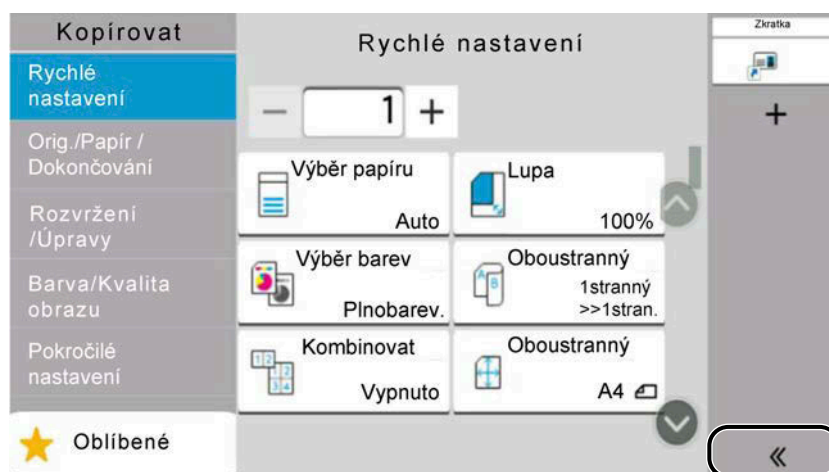 Kopírovat
Rychlé
nastavení
Orig./Papír /
Dokončování
Rozvržení
/Úpravy
Barva/Kvalita
obrazu
Pokročilé
nastavení
Oblíbené
Rychlé nastavení
− 1 +
Výběr papíru
Auto
Lupa
100%
Výběr barev
Plnobarev.
Oboustranný
1stranný
>>1stran.
Kombinovat
Vypnuto
Oboustranný
A4
Zkratka
+
«